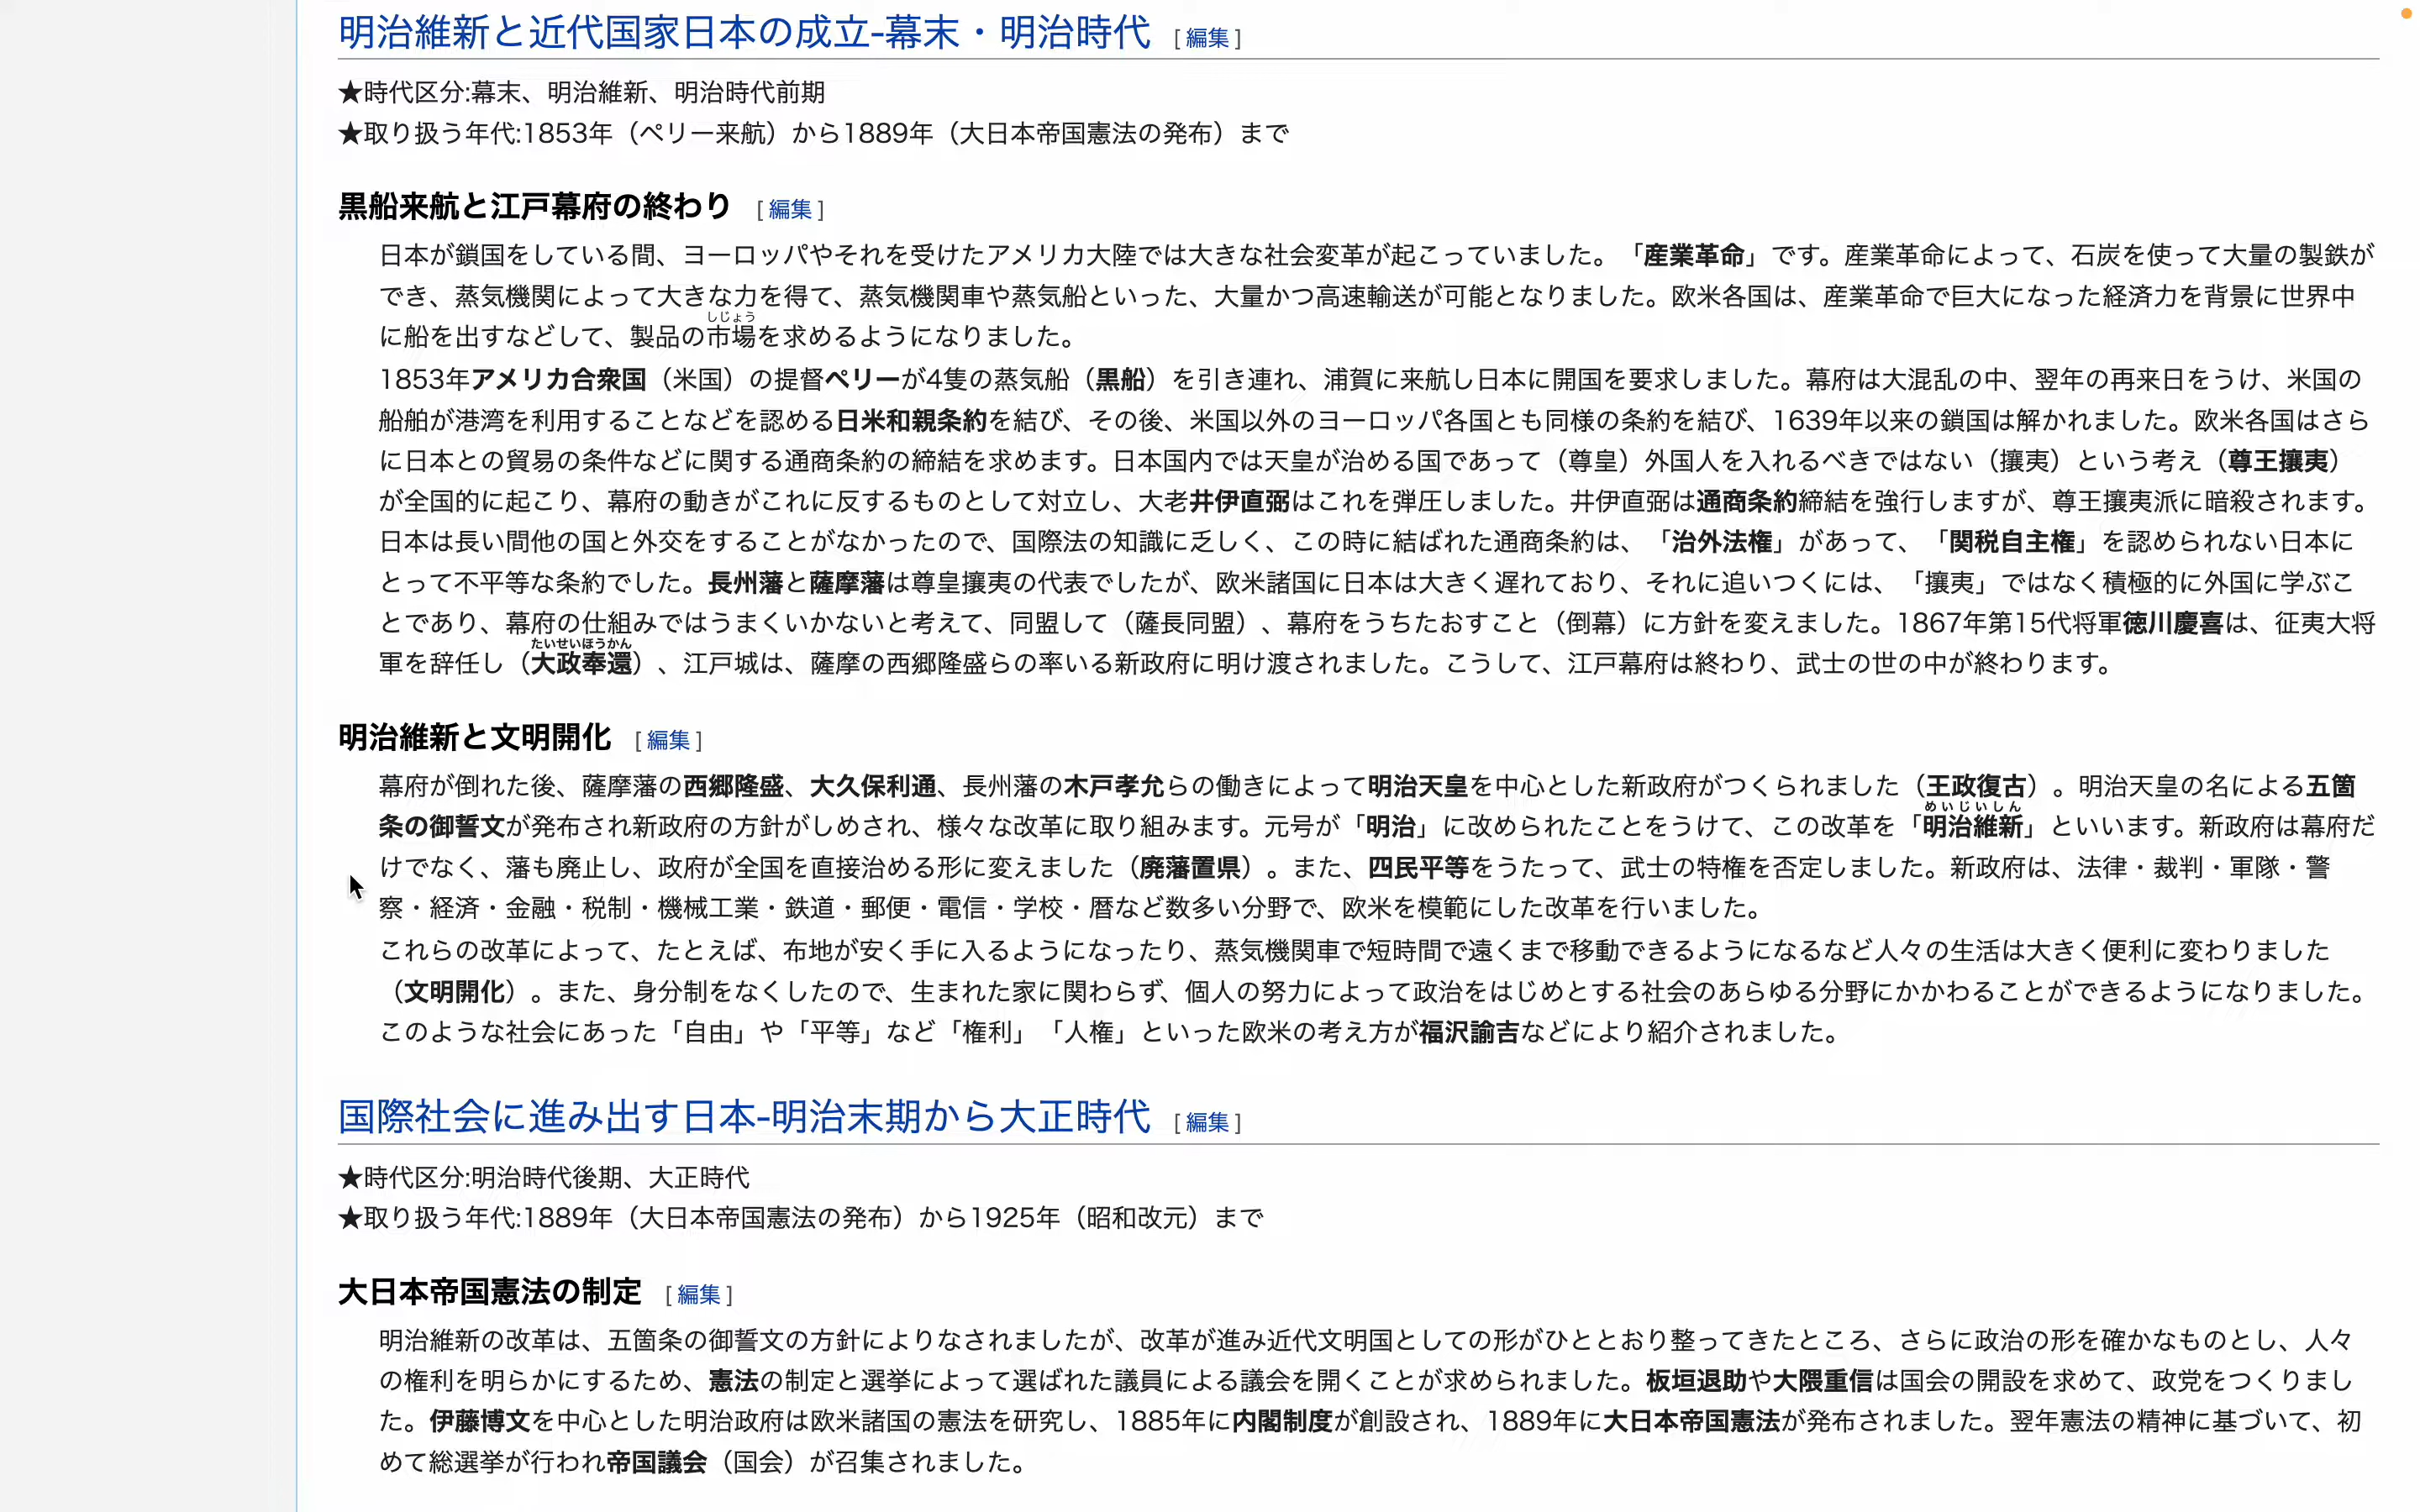 明治維新と近代国家日本の成立-幕末・明治時代 [編集]
★時代区分:幕末、明治維新、明治時代前期
★取り扱う年代:1853年（ペリー来航）から1889年（大日本帝国憲法の発布）まで
黒船来航と江戸幕府の終わり [編集]
日本が鎖国をしている間、ヨーロッパやそれを受けたアメリカ大陸では大きな社会変革が起こっていました。「産業革命」です。産業革命によって、石炭を使って大量の製鉄が
でき、蒸気機関によって大きな力を得て、蒸気機関車や蒸気船といった、大量かつ高速輸送が可能となりました。欧米各国は、産業革命で巨大になった経済力を背景に世界中
しじょう
に船を出すなどして、製品の市場を求めるようになりました。
1853年アメリカ合衆国（米国）の提督ペリーが4隻の蒸気船（黒船）を引き連れ、浦賀に来航し日本に開国を要求しました。幕府は大混乱の中、翌年の再来日をうけ、米国の
船舶が港湾を利用することなどを認める日米和親条約を結び、その後、米国以外のヨーロッパ各国とも同様の条約を結び、1639年以来の鎖国は解かれました。欧米各国はさら
に日本との貿易の条件などに関する通商条約の締結を求めます。日本国内では天皇が治める国であって（尊皇）外国人を入れるべきではない（攘夷）という考え（尊王攘夷）
が全国的に起こり、幕府の動きがこれに反するものとして対立し、大老井伊直弼はこれを弾圧しました。井伊直弼は通商条約締結を強行しますが、尊王攘夷派に暗殺されます。
日本は長い間他の国と外交をすることがなかったので、国際法の知識に乏しく、この時に結ばれた通商条約は、「治外法権」があって、「関税自主権」を認められない日本に
とって不平等な条約でした。長州藩と薩摩藩は尊皇攘夷の代表でしたが、欧米諸国に日本は大きく遅れており、それに追いつくには、「攘夷」ではなく積極的に外国に学ぶこ
とであり、幕府の仕組みではうまくいかないと考えて、同盟して（薩長同盟）、幕府をうちたおすこと（倒幕）に方針を変えました。1867年第15代将軍徳川慶喜は、征夷大将
たいせいほうかん
軍を辞任し（大政奉還）、江戸城は、薩摩の西郷隆盛らの率いる新政府に明け渡されました。こうして、江戸幕府は終わり、武士の世の中が終わります。
明治維新と文明開化 [編集]
幕府が倒れた後、薩摩藩の西郷隆盛、大久保利通、長州藩の木戸孝允らの働きによって明治天皇を中心とした新政府がつくられました（王政復古）。明治天皇の名による五箇
めいじいしん
条の御誓文が発布され新政府の方針がしめされ、様々な改革に取り組みます。元号が「明治」に改められたことをうけて、この改革を「明治維新」といいます。新政府は幕府だ
けでなく、藩も廃止し、政府が全国を直接治める形に変えました（廃藩置県）。また、四民平等をうたって、武士の特権を否定しました。新政府は、法律・裁判・軍隊・警
察・経済・金融・税制・機械工業・鉄道・郵便・電信・学校・暦など数多い分野で、欧米を模範にした改革を行いました。
これらの改革によって、たとえば、布地が安く手に入るようになったり、蒸気機関車で短時間で遠くまで移動できるようになるなど人々の生活は大きく便利に変わりました
（文明開化）。また、身分制をなくしたので、生まれた家に関わらず、個人の努力によって政治をはじめとする社会のあらゆる分野にかかわることができるようになりました。
このような社会にあった「自由」や「平等」など「権利」「人権」といった欧米の考え方が福沢諭吉などにより紹介されました。
国際社会に進み出す日本-明治末期から大正時代 [編集]
★時代区分:明治時代後期、大正時代
★取り扱う年代:1889年（大日本帝国憲法の発布）から1925年（昭和改元）まで
大日本帝国憲法の制定 [編集]
明治維新の改革は、五箇条の御誓文の方針によりなされましたが、改革が進み近代文明国としての形がひととおり整ってきたところ、さらに政治の形を確かなものとし、人々
の権利を明らかにするため、憲法の制定と選挙によって選ばれた議員による議会を開くことが求められました。板垣退助や大隈重信は国会の開設を求めて、政党をつくりまし
た。伊藤博文を中心とした明治政府は欧米諸国の憲法を研究し、1885年に内閣制度が創設され、1889年に大日本帝国憲法が発布されました。翌年憲法の精神に基づいて、初
めて総選挙が行われ帝国議会（国会）が召集されました。